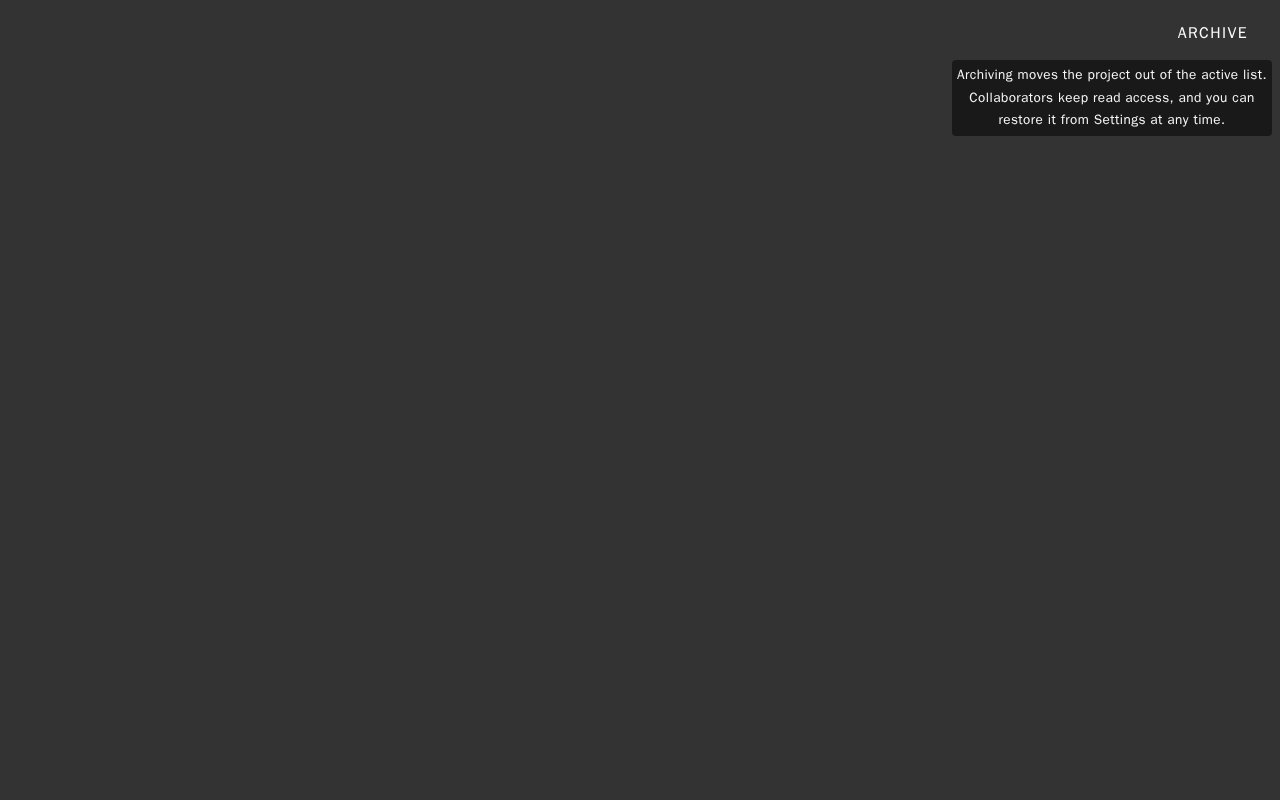 ARCHIVE
Archiving moves the project out of the active list.
Collaborators keep read access, and you can
restore it from Settings at any time.